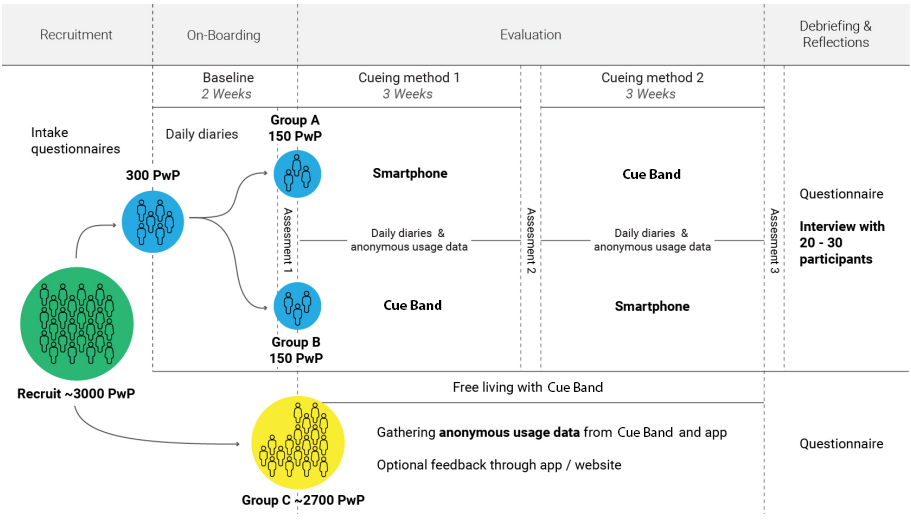 Recruitment
On-Boarding
Evaluation
Debriefing &
Reflections
Baseline
2 Weeks
Cueing method 1
3 Weeks
Cueing method 2
3 Weeks
Intake
questionnaires
Daily diaries
Group A
150 PwP
300 PwP
Smartphone
Cue Band
Assesment 1
Daily diaries &
anonymous usage data
Assesment 2
Daily diaries &
anonymous usage data
Assesment 3
Questionnaire
Interview with
20 - 30
participants
Cue Band
Smartphone
Group B
150 PwP
Recruit ~3000 PwP
Free living with Cue Band
Gathering anonymous usage data from Cue Band and app
Optional feedback through app / website
Questionnaire
Group C ~2700 PwP